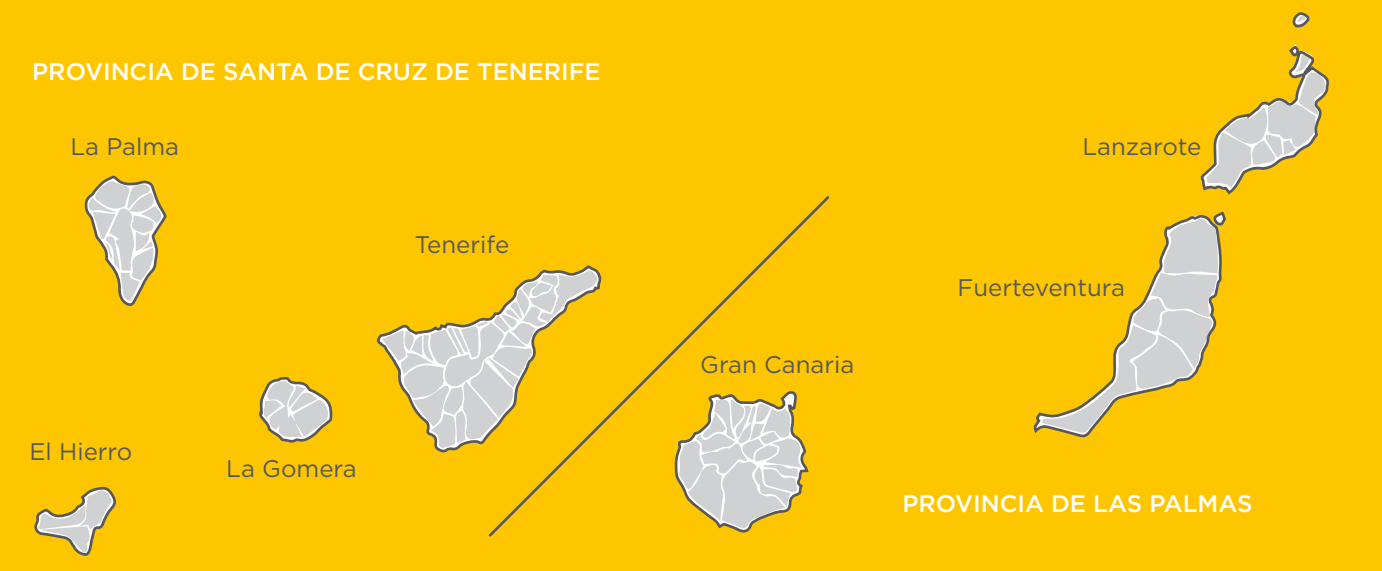 PROVINCIA DE SANTA DE CRUZ DE TENERIFE
La Palma
Lanzarote
Tenerife
Fuerteventura
Gran Canaria
El Hierro
La Gomera
PROVINCIA DE LAS PALMAS